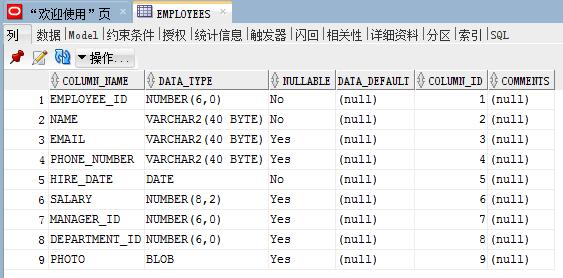 “欢迎使用”页 EMPLOYEES
列 数据 Model 约束条件 授权 统计信息 触发器 闪回 相关性 详细资料 分区 索引 SQL
操作...
COLUMN_NAME DATA_TYPE NULLABLE DATA_DEFAULT COLUMN_ID COMMENTS
1 EMPLOYEE_ID NUMBER(6,0) No (null) 1 (null)
2 NAME VARCHAR2(40 BYTE) No (null) 2 (null)
3 EMAIL VARCHAR2(40 BYTE) Yes (null) 3 (null)
4 PHONE_NUMBER VARCHAR2(40 BYTE) Yes (null) 4 (null)
5 HIRE_DATE DATE No (null) 5 (null)
6 SALARY NUMBER(8,2) Yes (null) 6 (null)
7 MANAGER_ID NUMBER(6,0) Yes (null) 7 (null)
8 DEPARTMENT_ID NUMBER(6,0) Yes (null) 8 (null)
9 PHOTO BLOB Yes (null) 9 (null)